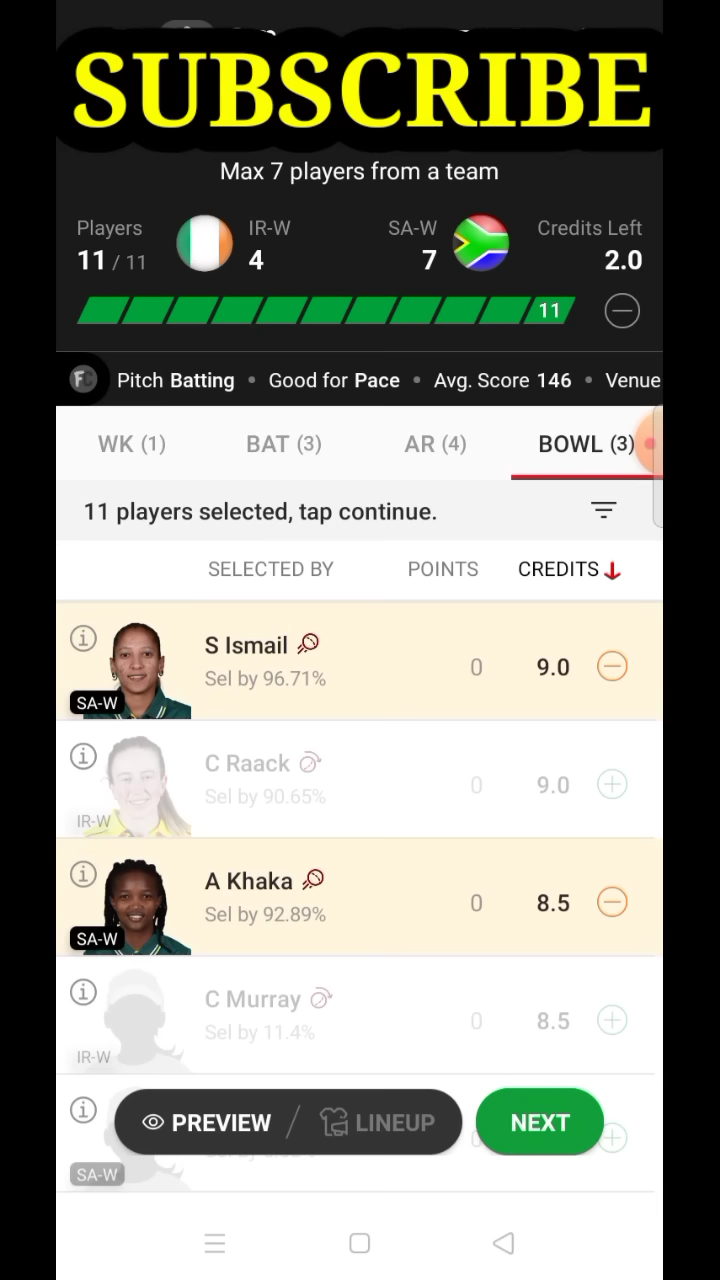 SUBSCRIBE
Max 7 players from a team
Players IR-W SA-W Credits Left
11 / 11 4 7 2.0
11
FC Pitch Batting • Good for Pace • Avg. Score 146 • Venue
WK (1) BAT (3) AR (4) BOWL (3)
11 players selected, tap continue.
SELECTED BY POINTS CREDITS
S Ismail
Sel by 96.71% 0 9.0
SA-W
C Raack
Sel by 90.65% 0 9.0
IR-W
A Khaka
Sel by 92.89% 0 8.5
SA-W
C Murray
Sel by 11.4% 0 8.5
IR-W
PREVIEW / LINEUP NEXT
SA-W